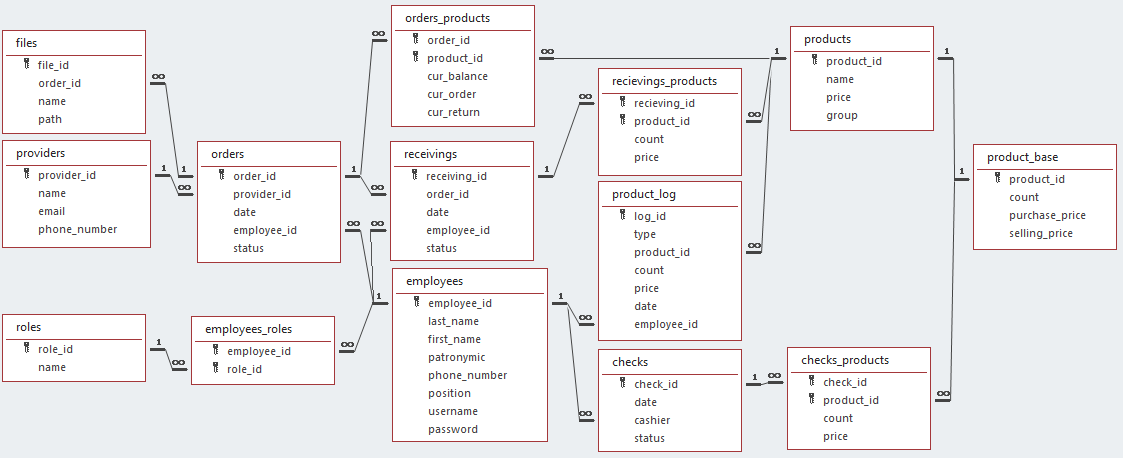 files
file_id
order_id
name
path
providers
provider_id
name
email
phone_number
roles
role_id
name
orders
order_id
provider_id
date
employee_id
status
employees_roles
employee_id
role_id
orders_products
order_id
product_id
cur_balance
cur_order
cur_return
receivings
receiving_id
order_id
date
employee_id
status
employees
employee_id
last_name
first_name
patronymic
phone_number
position
username
password
recievings_products
recieving_id
product_id
count
price
product_log
log_id
type
product_id
count
price
date
employee_id
checks
check_id
date
cashier
status
products
product_id
name
price
group
checks_products
check_id
product_id
count
price
product_base
product_id
count
purchase_price
selling_price
∞
1
∞
1
1
∞
1
∞
1
∞
∞
∞
1
∞
1
∞
∞
1
∞
∞
1
∞
∞
1
∞
1
1
∞